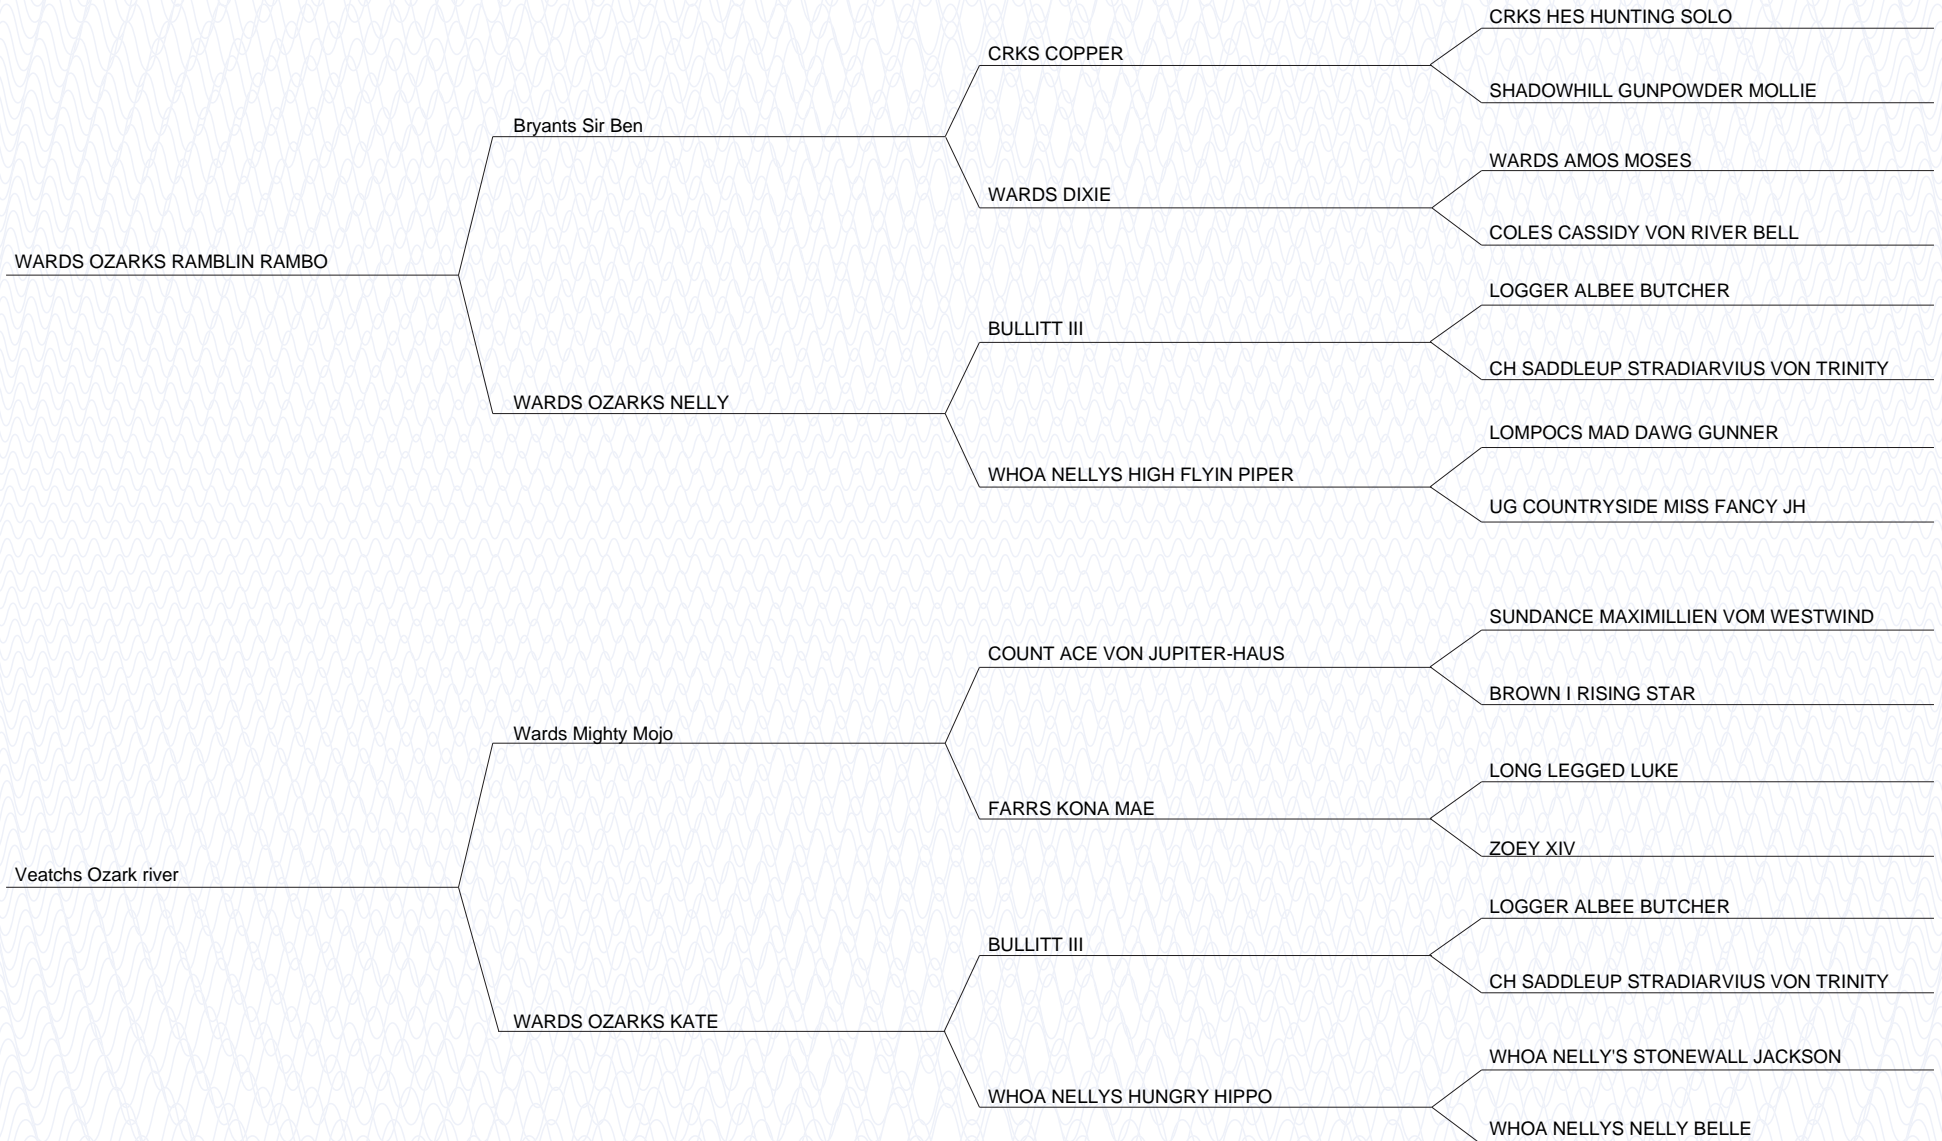 CRKS HES HUNTING SOLO
CRKS COPPER
SHADOWHILL GUNPOWDER MOLLIE
Bryants Sir Ben
WARDS AMOS MOSES
WARDS DIXIE
COLES CASSIDY VON RIVER BELL
WARDS OZARKS RAMBLIN RAMBO
LOGGER ALBEE BUTCHER
BULLITT III
CH SADDLEUP STRADIARVIUS VON TRINITY
WARDS OZARKS NELLY
LOMPOCS MAD DAWG GUNNER
WHOA NELLYS HIGH FLYIN PIPER
UG COUNTRYSIDE MISS FANCY JH
SUNDANCE MAXIMILLIEN VOM WESTWIND
COUNT ACE VON JUPITER-HAUS
BROWN I RISING STAR
Wards Mighty Mojo
LONG LEGGED LUKE
FARRS KONA MAE
ZOEY XIV
Veatchs Ozark river
LOGGER ALBEE BUTCHER
BULLITT III
CH SADDLEUP STRADIARVIUS VON TRINITY
WARDS OZARKS KATE
WHOA NELLY'S STONEWALL JACKSON
WHOA NELLYS HUNGRY HIPPO
WHOA NELLYS NELLY BELLE